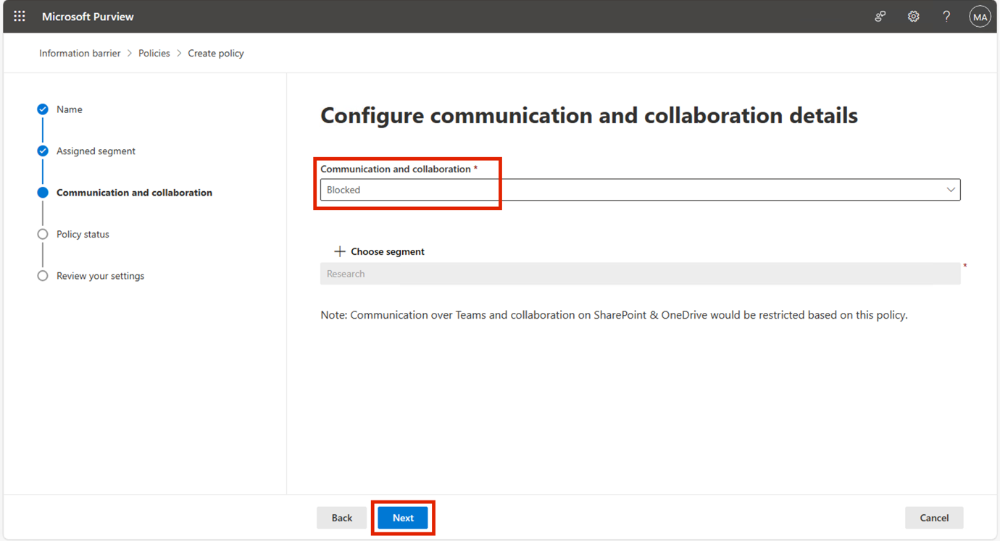 Microsoft Purview
MA
Information barrier > Policies > Create policy
Name
Assigned segment
Communication and collaboration
Policy status
Review your settings
Configure communication and collaboration details
Communication and collaboration *
Blocked
+ Choose segment
Research *
Note: Communication over Teams and collaboration on SharePoint & OneDrive would be restricted based on this policy.
Back
Next
Cancel